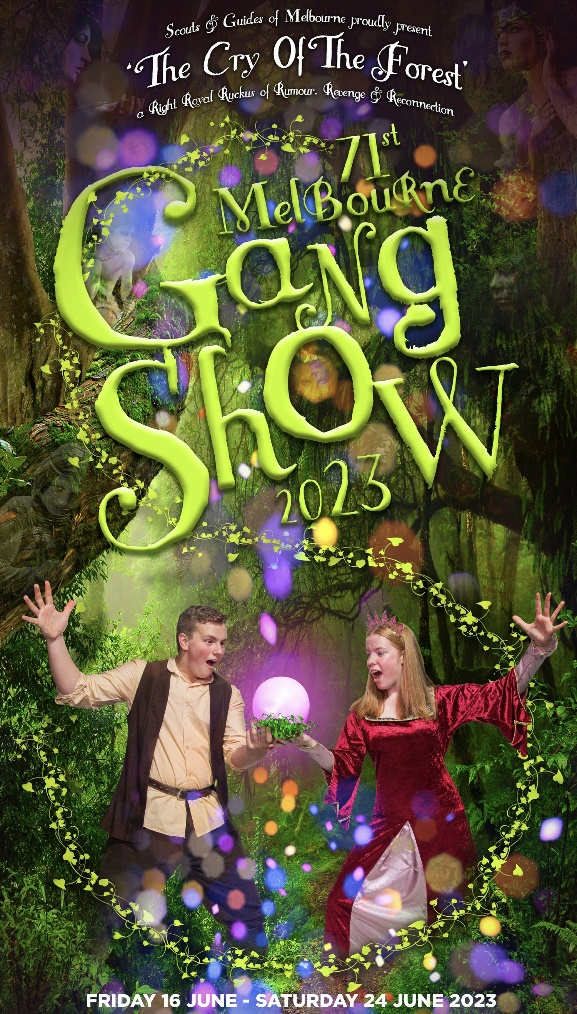 Scouts & Guides of Melbourne proudly present
'The Cry Of The Forest'
a Right Royal Ruckus of Rumour, Revenge & Reconnection
71st
Melbourne
Gang
Show
2023
FRIDAY 16 JUNE - SATURDAY 24 JUNE 2023